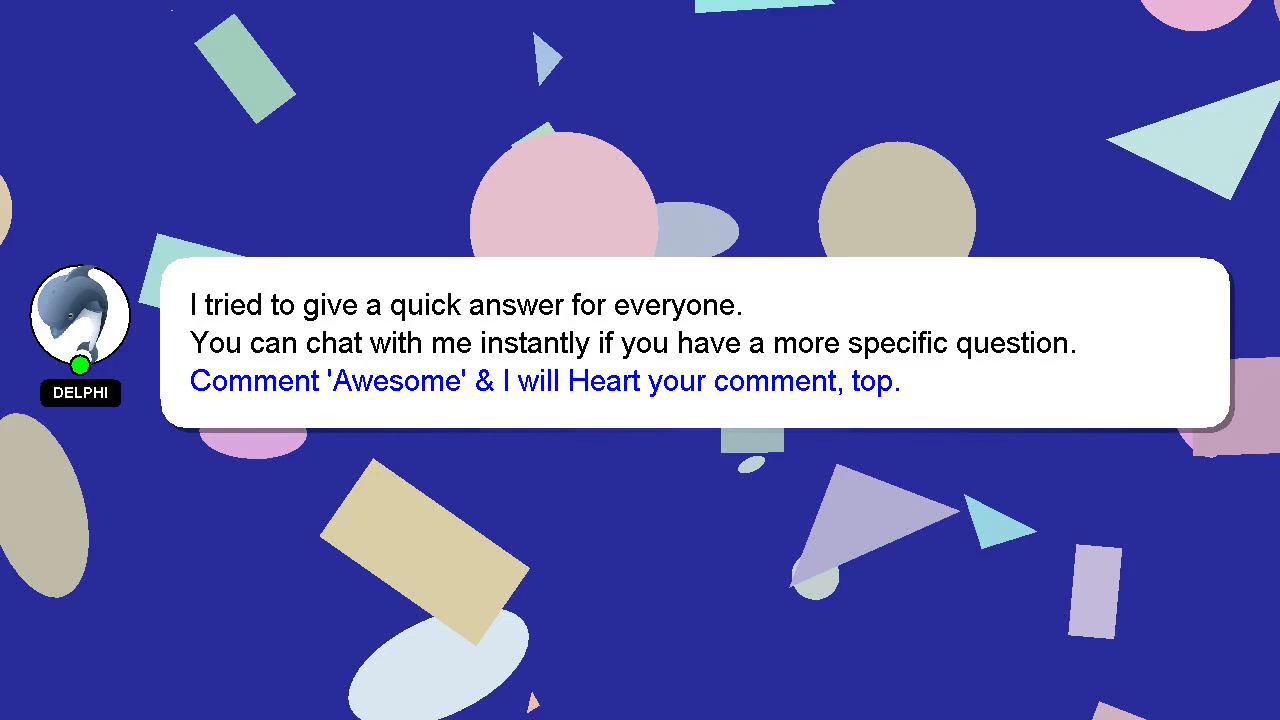 I tried to give a quick answer for everyone.
You can chat with me instantly if you have a more specific question.
Comment 'Awesome' & I will Heart your comment, top.
DELPHI